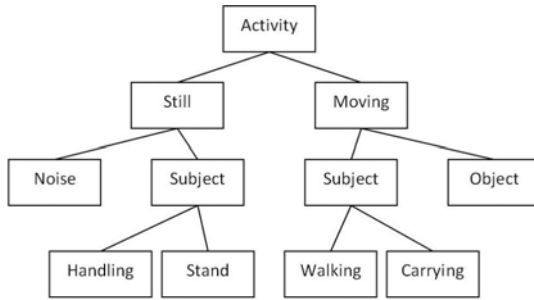 Activity
Still
Moving
Noise
Subject
Subject
Object
Handling
Stand
Walking
Carrying